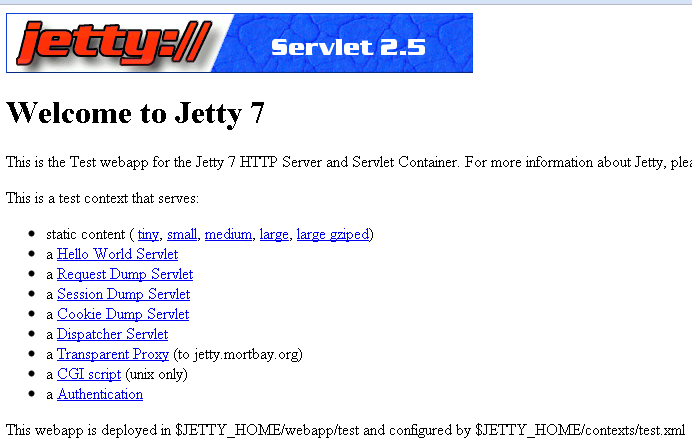 jetty://
Servlet 2.5
Welcome to Jetty 7
This is the Test webapp for the Jetty 7 HTTP Server and Servlet Container. For more information about Jetty,
This is a test context that serves:
static content ( tiny, small, medium, large, large gziped)
a Hello World Servlet
a Request Dump Servlet
a Session Dump Servlet
a Cookie Dump Servlet
a Dispatcher Servlet
a Transparent Proxy (to jetty.mortbay.org)
a CGI script (unix only)
a Authentication
This webapp is deployed in $JETTY_HOME/webapp/test and configured by $JETTY_HOME/contexts/test.xml